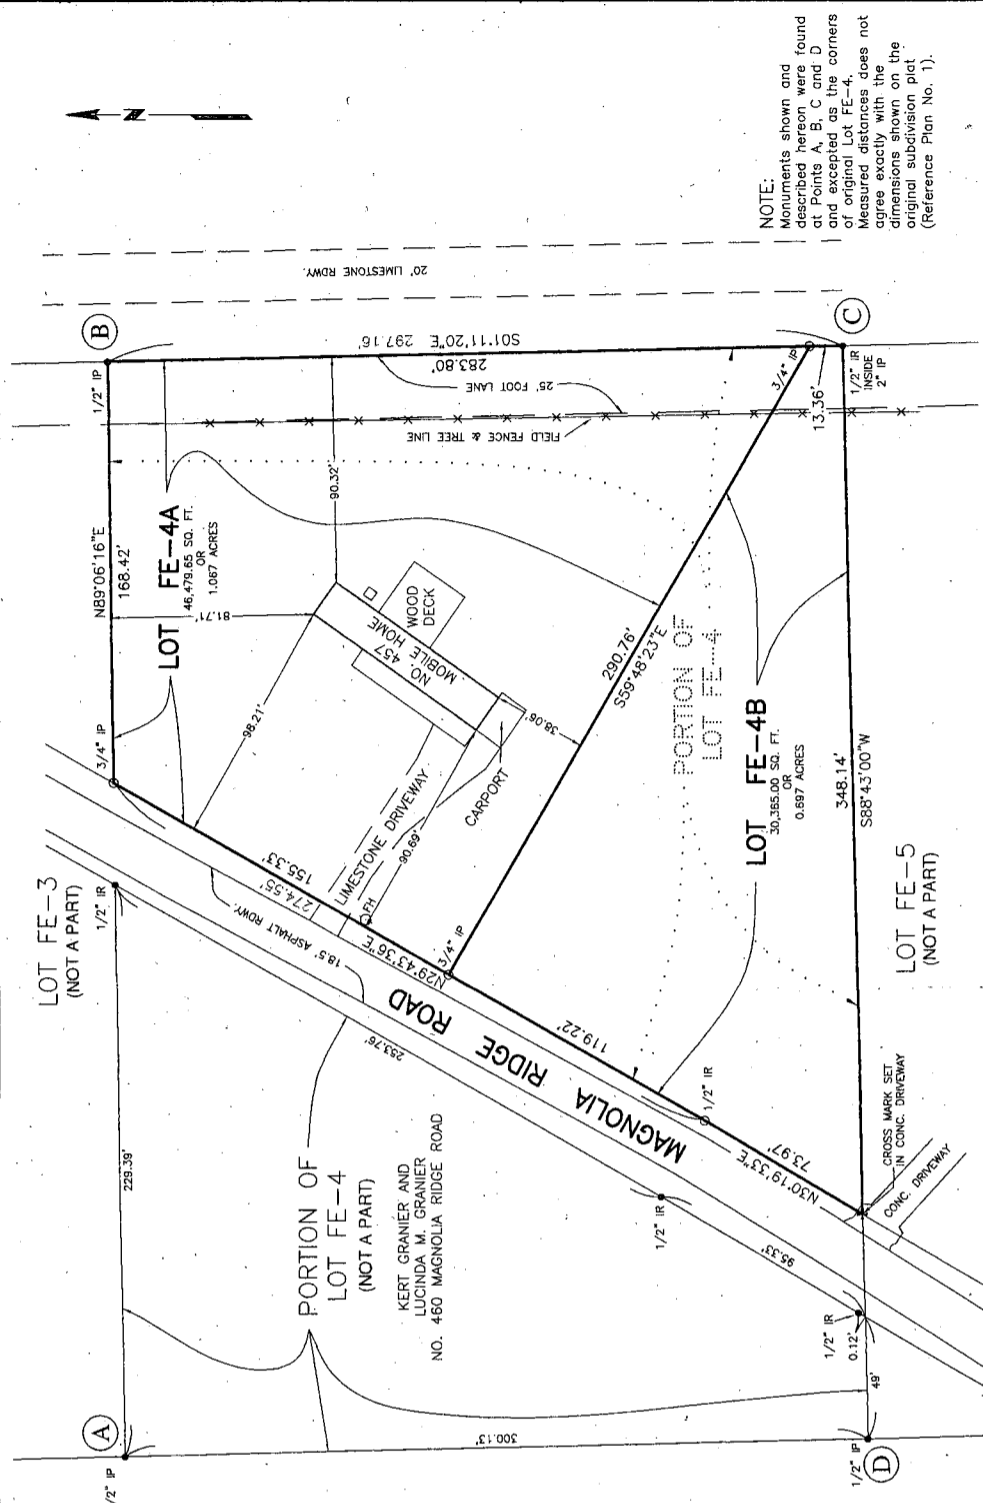 N
NOTE:
Monuments shown and
described hereon were found
at Points A, B, C and D
and excepted as the corners
of original Lot FE-4.
Measured distances does not
agree exactly with the
dimensions shown on the
original subdivision plat
(Reference Plan No. 1).
20' LIMESTONE RDWY.
B
1/2" IP
S01°11'20"E 297.16'
283.80'
25' FOOT LANE
FIELD FENCE & TREE LINE
3/4" IP
13.36'
C
1/2" IR
INSIDE
2" IP
N89°06'16"E
168.42'
LOT FE-4A
46,479.65 SQ. FT.
OR
1.067 ACRES
90.32'
81.71'
98.21'
NO. 457
MOBILE HOME
WOOD
DECK
38.06'
CARPORT
90.69'
LIMESTONE DRIVEWAY
FH
3/4" IP
155.33'
274.55'
N29°43'36"E
18.5' ASPHALT RDWY.
3/4" IP
290.76'
S59°48'23"E
PORTION OF
LOT FE-4
LOT FE-4B
30,365.00 SQ. FT.
OR
0.697 ACRES
348.14'
S88°43'00"W
LOT FE-5
(NOT A PART)
LOT FE-3
(NOT A PART)
1/2" IR
253.76'
MAGNOLIA RIDGE ROAD
119.22'
1/2" IR
N30°19'33"E
73.97'
CROSS MARK SET
IN CONC. DRIVEWAY
CONC. DRIVEWAY
229.39'
PORTION OF
LOT FE-4
(NOT A PART)
KERT GRANIER AND
LUCINDA M. GRANIER
NO. 460 MAGNOLIA RIDGE ROAD
1/2" IR
95.33'
1/2" IR
0.12'
49'
A
/2" IP
300.13'
1/2" IP
D